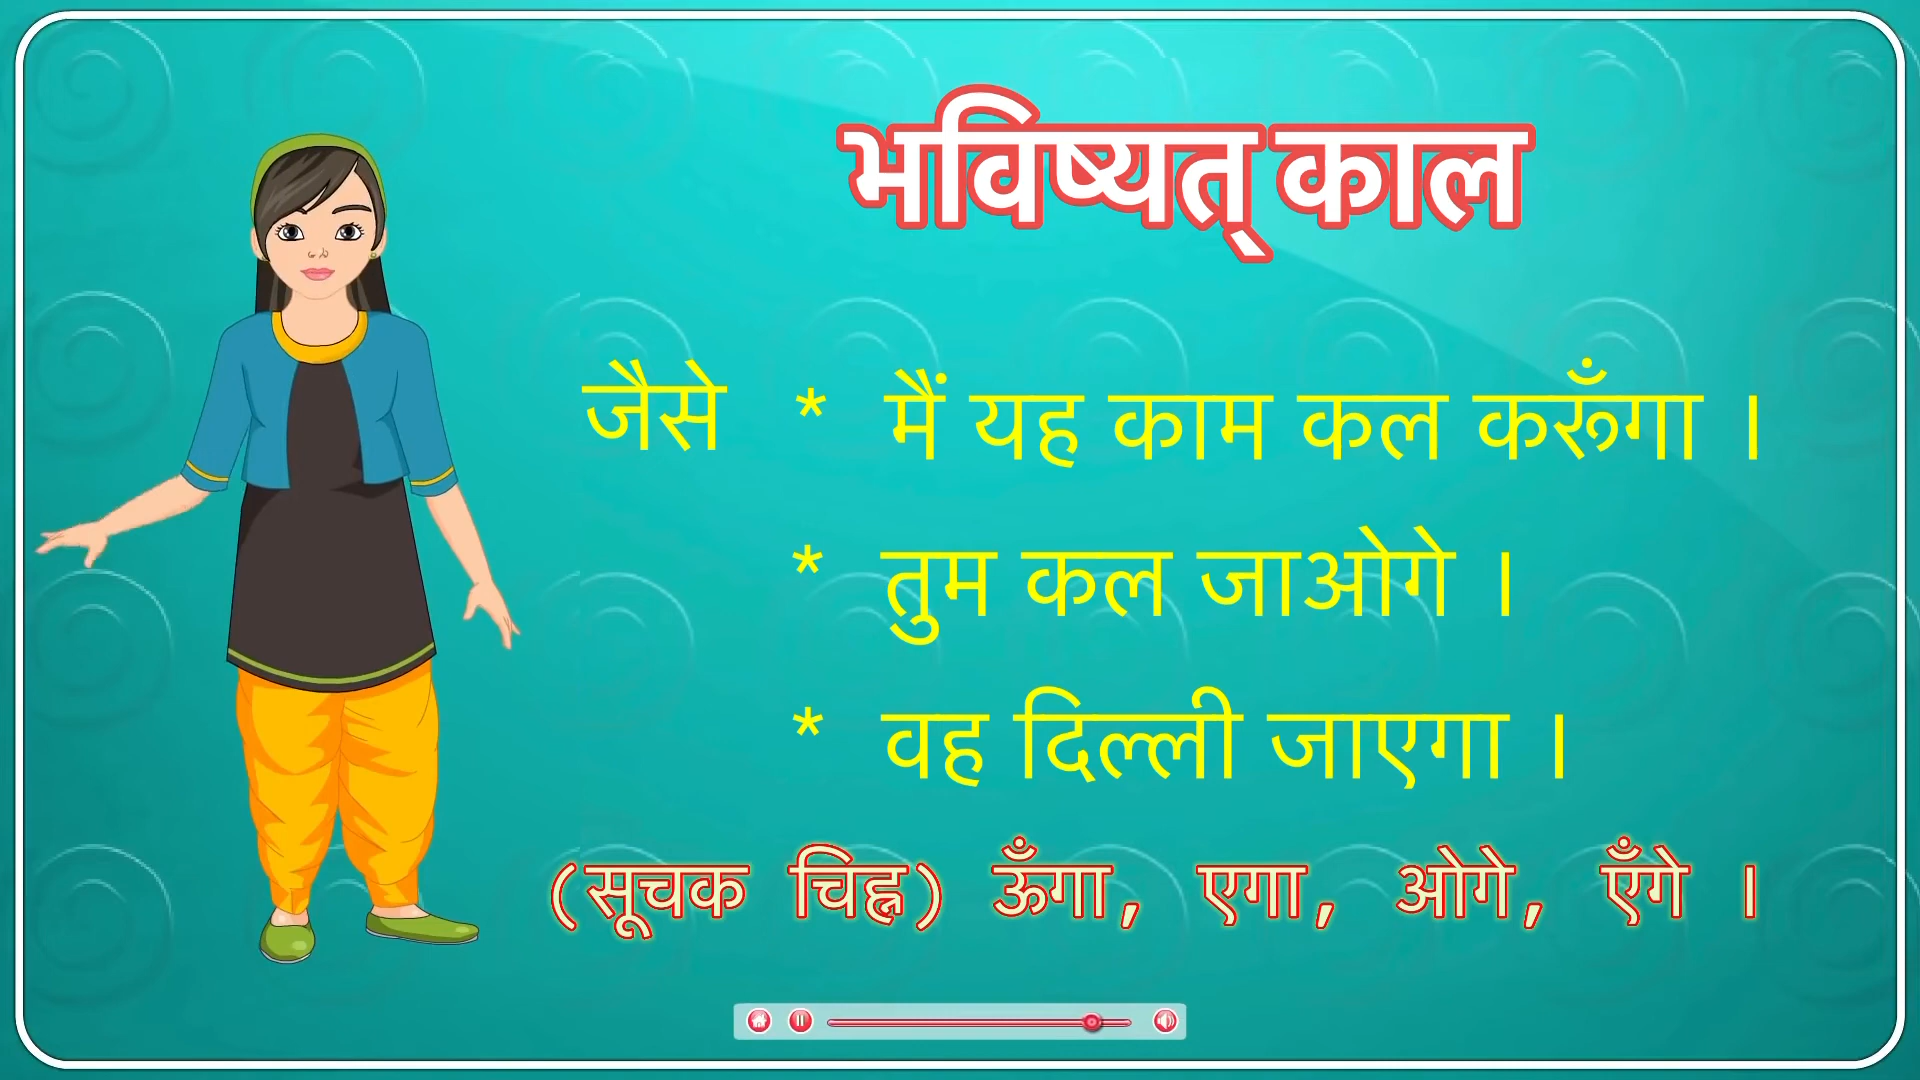 भविष्यत् काल
जैसे * मैं यह काम कल करूँगा ।
* तुम कल जाओगे ।
* वह दिल्ली जाएगा ।
(सूचक चिह्न) ऊँगा, एगा, ओगे, एँगे ।